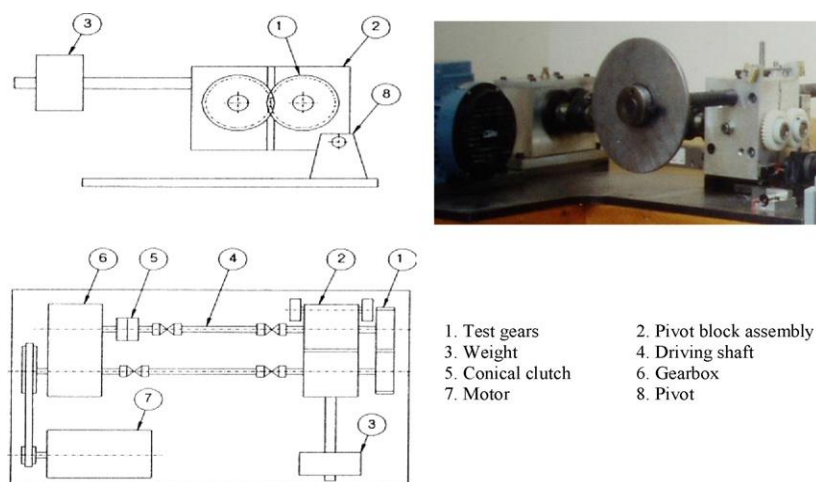 3
1
2
8
6
5
4
2
1
7
3
1. Test gears 2. Pivot block assembly
3. Weight 4. Driving shaft
5. Conical clutch 6. Gearbox
7. Motor 8. Pivot